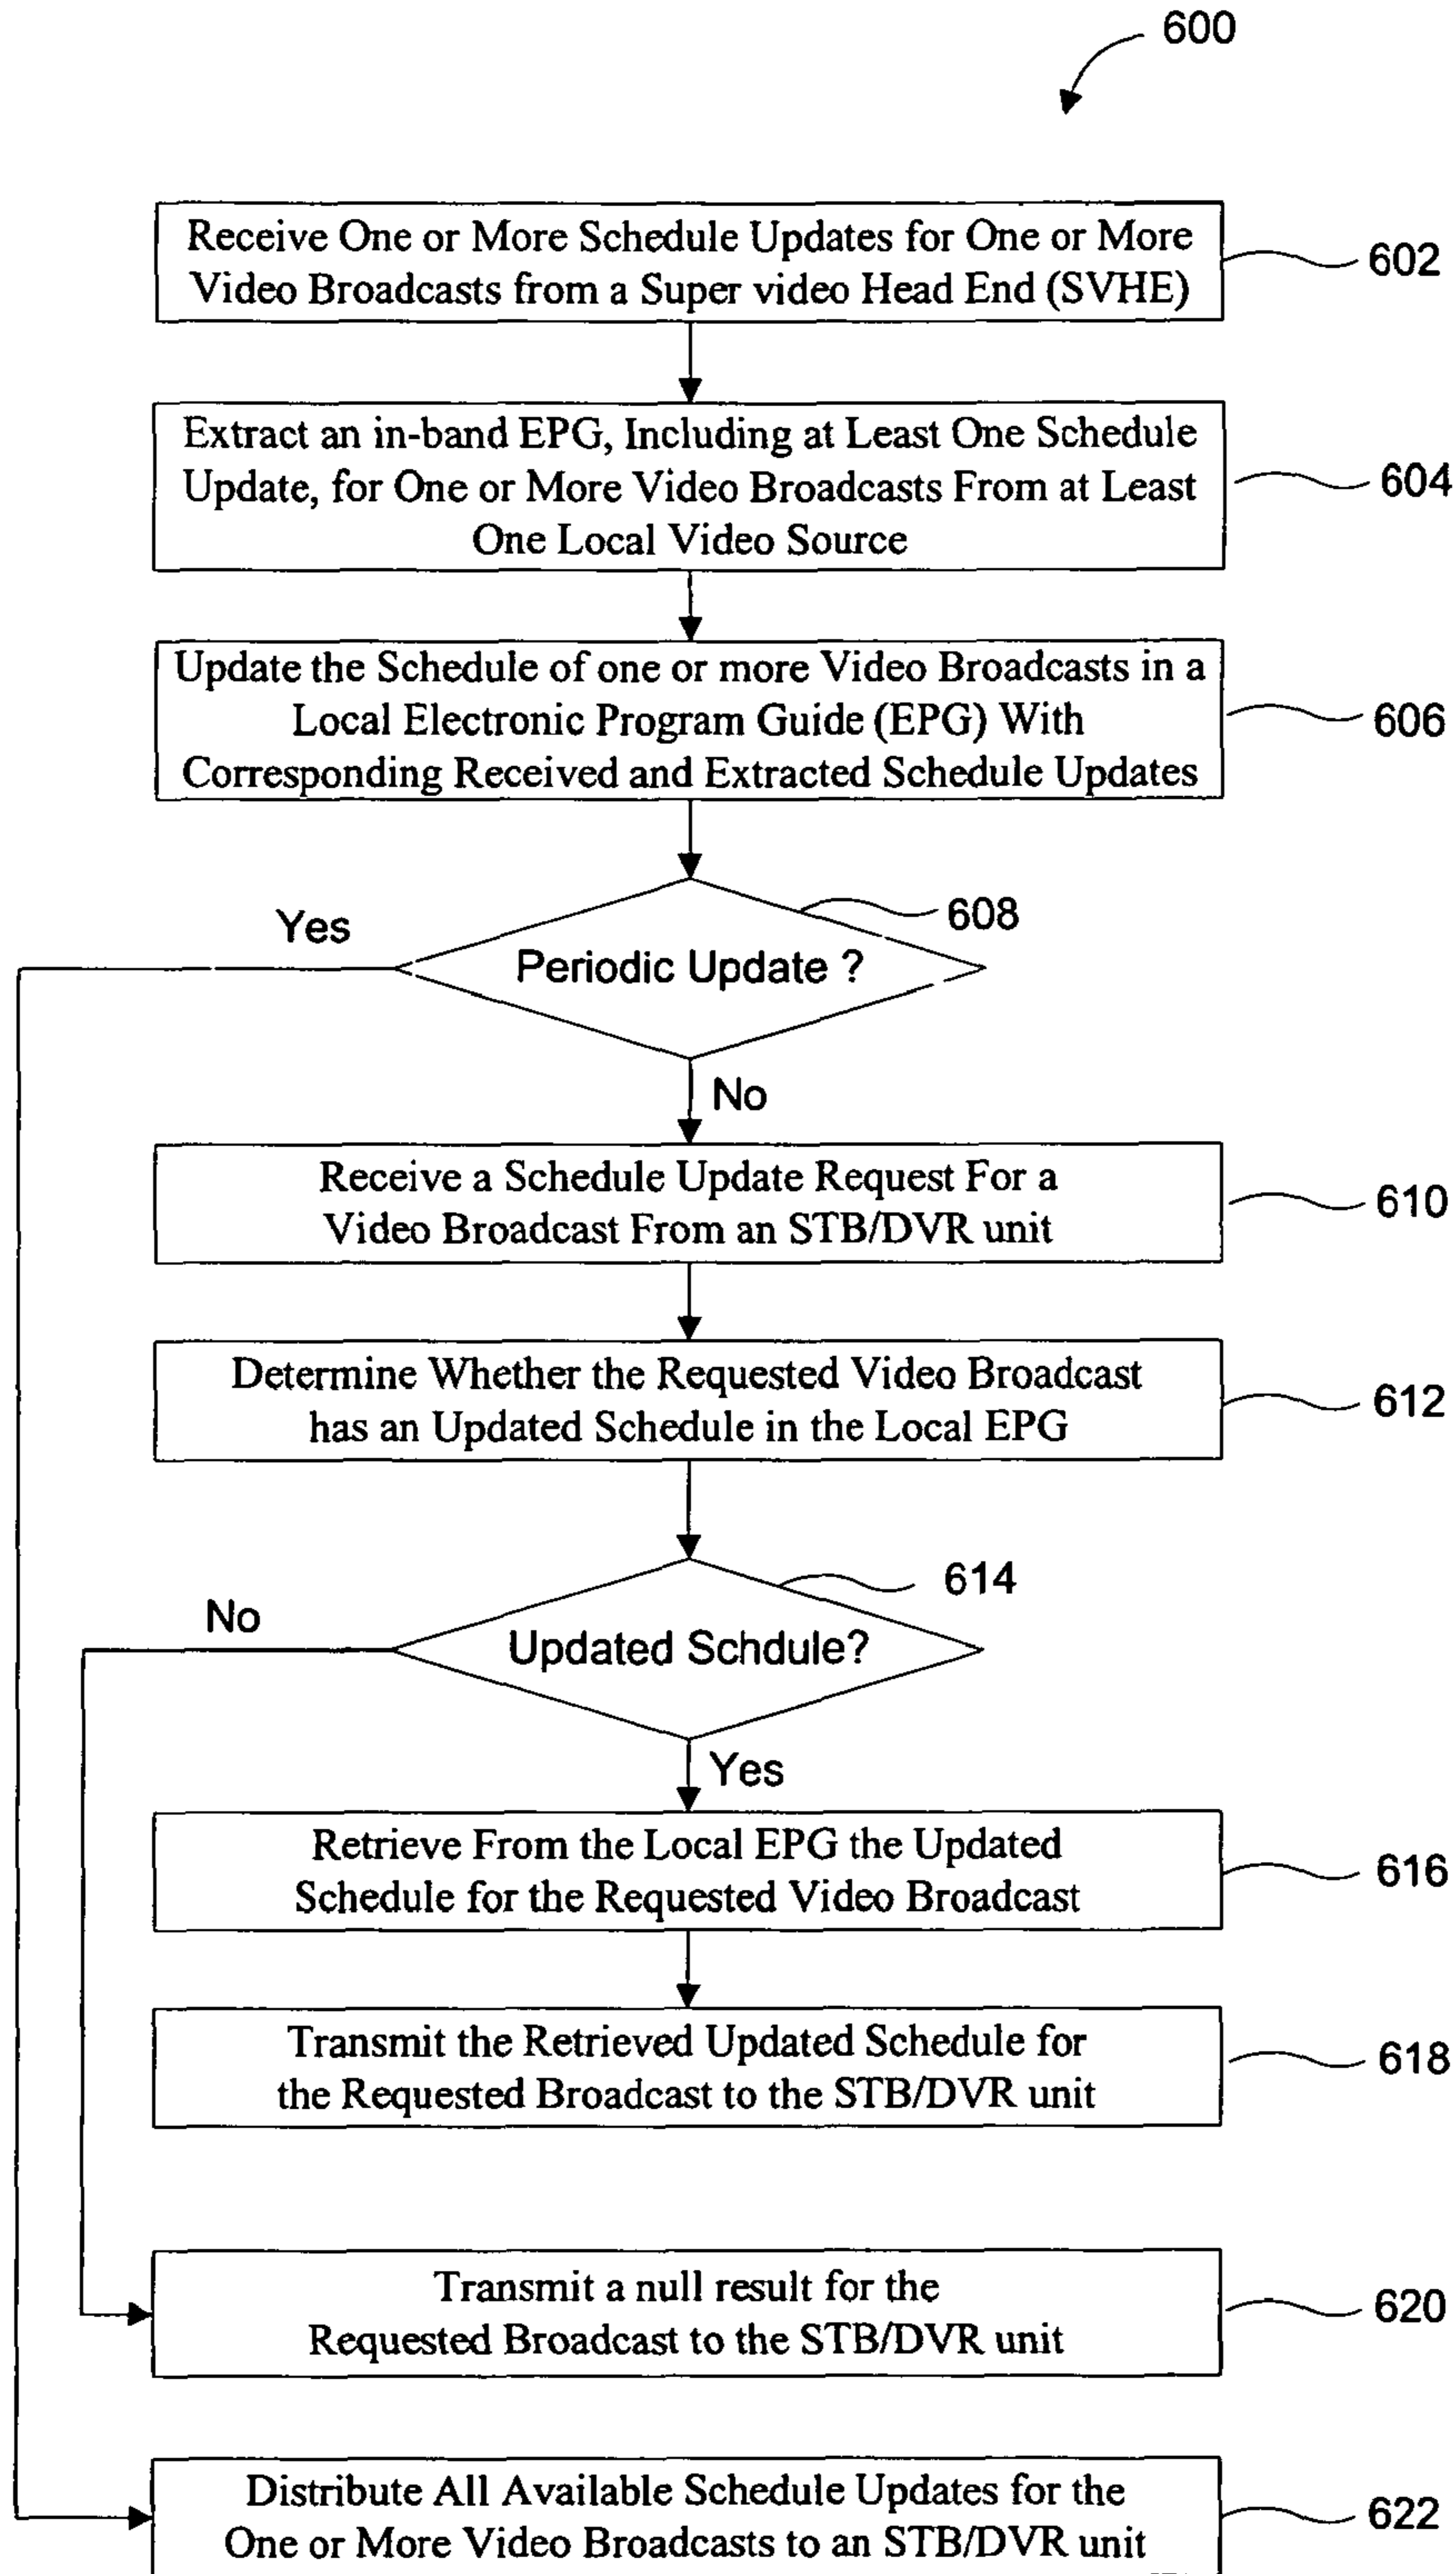 600
Receive One or More Schedule Updates for One or More
Video Broadcasts from a Super video Head End (SVHE)
602
Extract an in-band EPG, Including at Least One Schedule
Update, for One or More Video Broadcasts From at Least
One Local Video Source
604
Update the Schedule of one or more Video Broadcasts in a
Local Electronic Program Guide (EPG) With
Corresponding Received and Extracted Schedule Updates
606
608
Yes
Periodic Update ?
No
Receive a Schedule Update Request For a
Video Broadcast From an STB/DVR unit
610
Determine Whether the Requested Video Broadcast
has an Updated Schedule in the Local EPG
612
614
No
Updated Schdule?
Yes
Retrieve From the Local EPG the Updated
Schedule for the Requested Video Broadcast
616
Transmit the Retrieved Updated Schedule for
the Requested Broadcast to the STB/DVR unit
618
Transmit a null result for the
Requested Broadcast to the STB/DVR unit
620
Distribute All Available Schedule Updates for the
One or More Video Broadcasts to an STB/DVR unit
622